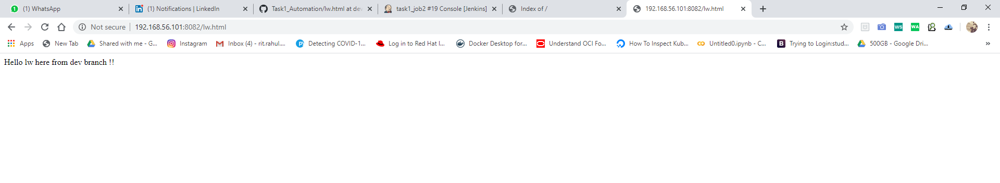 (1) WhatsApp (1) Notifications | LinkedIn Task1_Automation/lw.html at dev task1_job2 #19 Console [Jenkins] Index of / 192.168.56.101:8082/lw.html
Not secure 192.168.56.101:8082/lw.html WS WA
Apps New Tab Shared with me - G... Instagram Inbox (4) - rit.rahul.... Detecting COVID-1... Log in to Red Hat I... Docker Desktop for... Understand OCI Fo... How To Inspect Kub... Untitled0.ipynb - C... Trying to Login:stud... 500GB - Google Dri... »
Hello lw here from dev branch !!